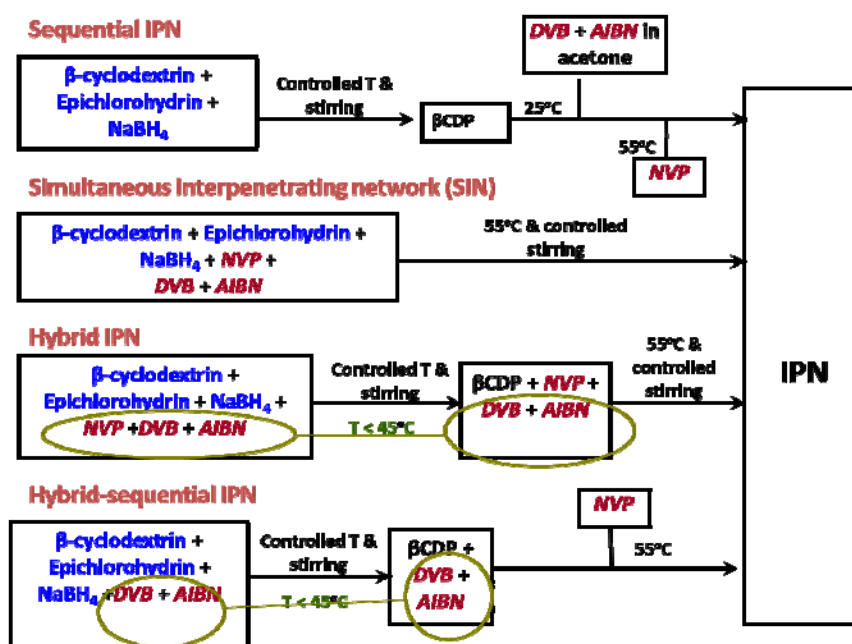 Sequential IPN
β-cyclodextrin +
Epichlorohydrin +
NaBH₄
Controlled T &
stirring
βCDP
25°C
DVB + AIBN in
acetone
55°C
NVP
Simultaneous Interpenetrating network (SIN)
β-cyclodextrin + Epichlorohydrin +
NaBH₄ + NVP +
DVB + AIBN
55°C & controlled
stirring
Hybrid IPN
β-cyclodextrin +
Epichlorohydrin + NaBH₄ +
NVP +DVB + AIBN
Controlled T &
stirring
T < 45°C
βCDP + NVP +
DVB + AIBN
55°C &
controlled
stirring
IPN
Hybrid-sequential IPN
β-cyclodextrin +
Epichlorohydrin +
NaBH₄ +DVB + AIBN
Controlled T &
stirring
T < 45°C
βCDP +
DVB +
AIBN
NVP
55°C